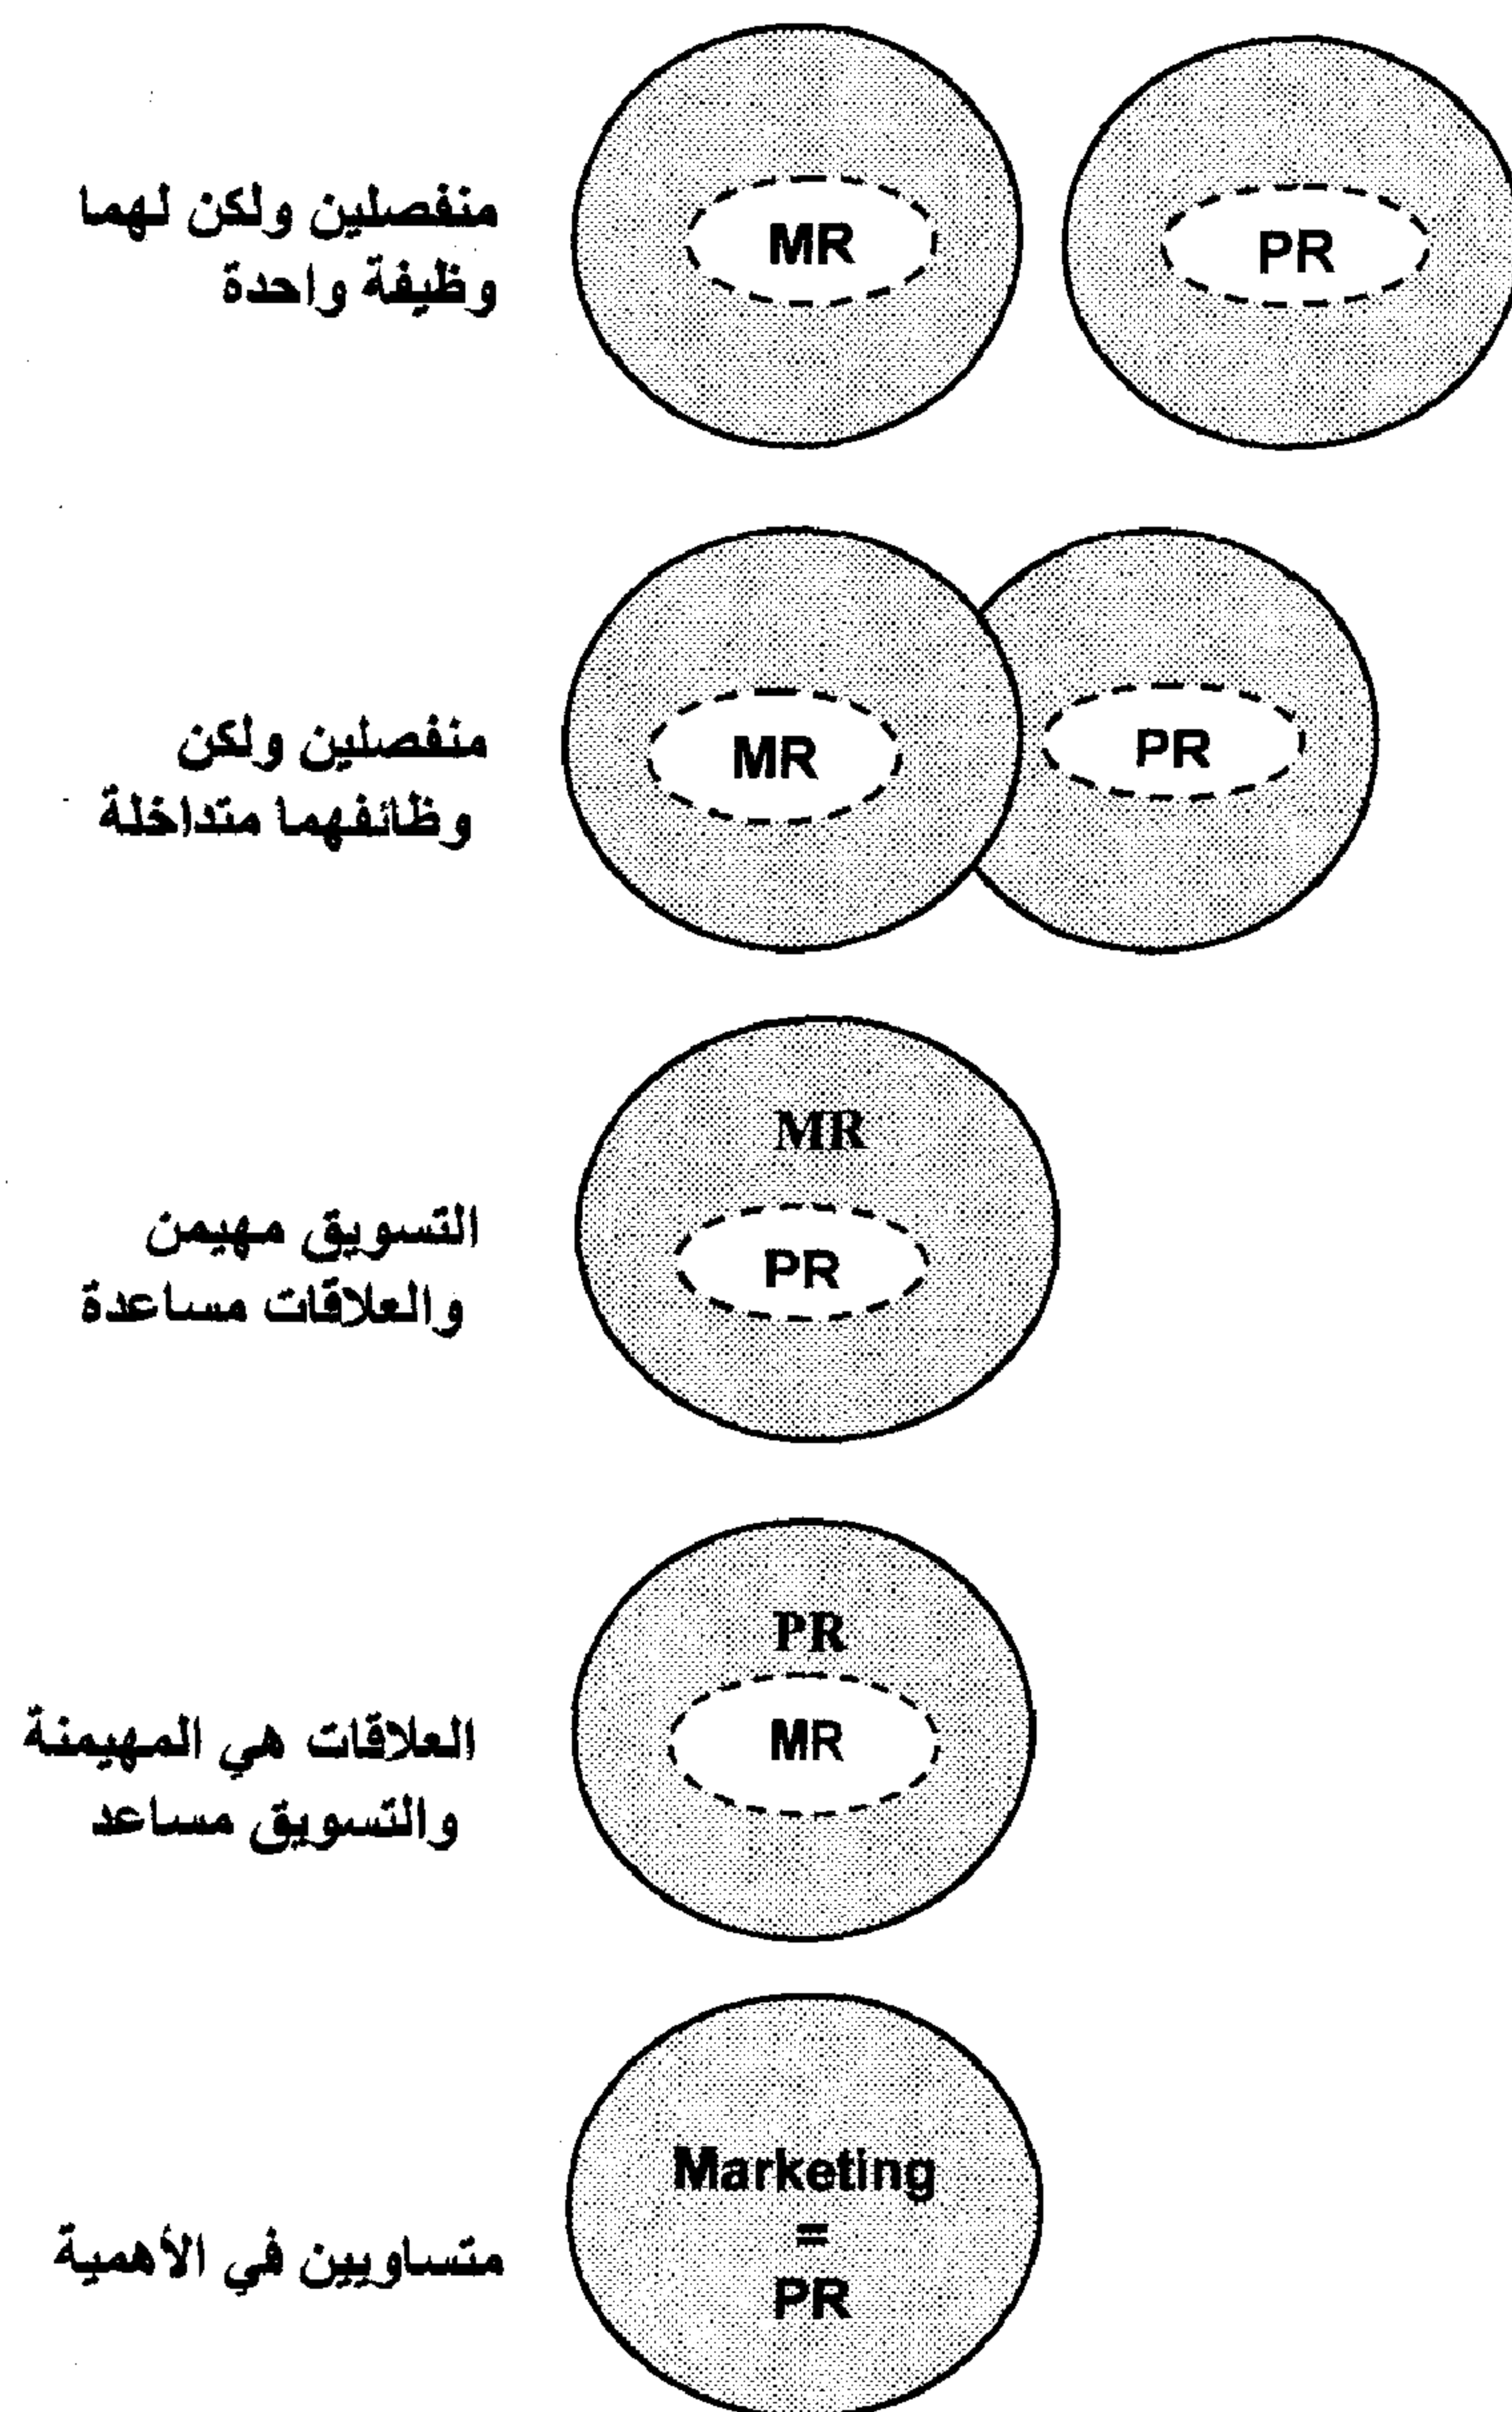 منفصلين ولكن لهما
وظيفة واحدة
MR
PR
منفصلين ولكن
وظائفهما متداخلة
MR
PR
التسويق مهيمن
والعلاقات مساعدة
MR
PR
العلاقات هي المهيمنة
والتسويق مساعد
PR
MR
متساويين في الأهمية
Marketing
=
PR